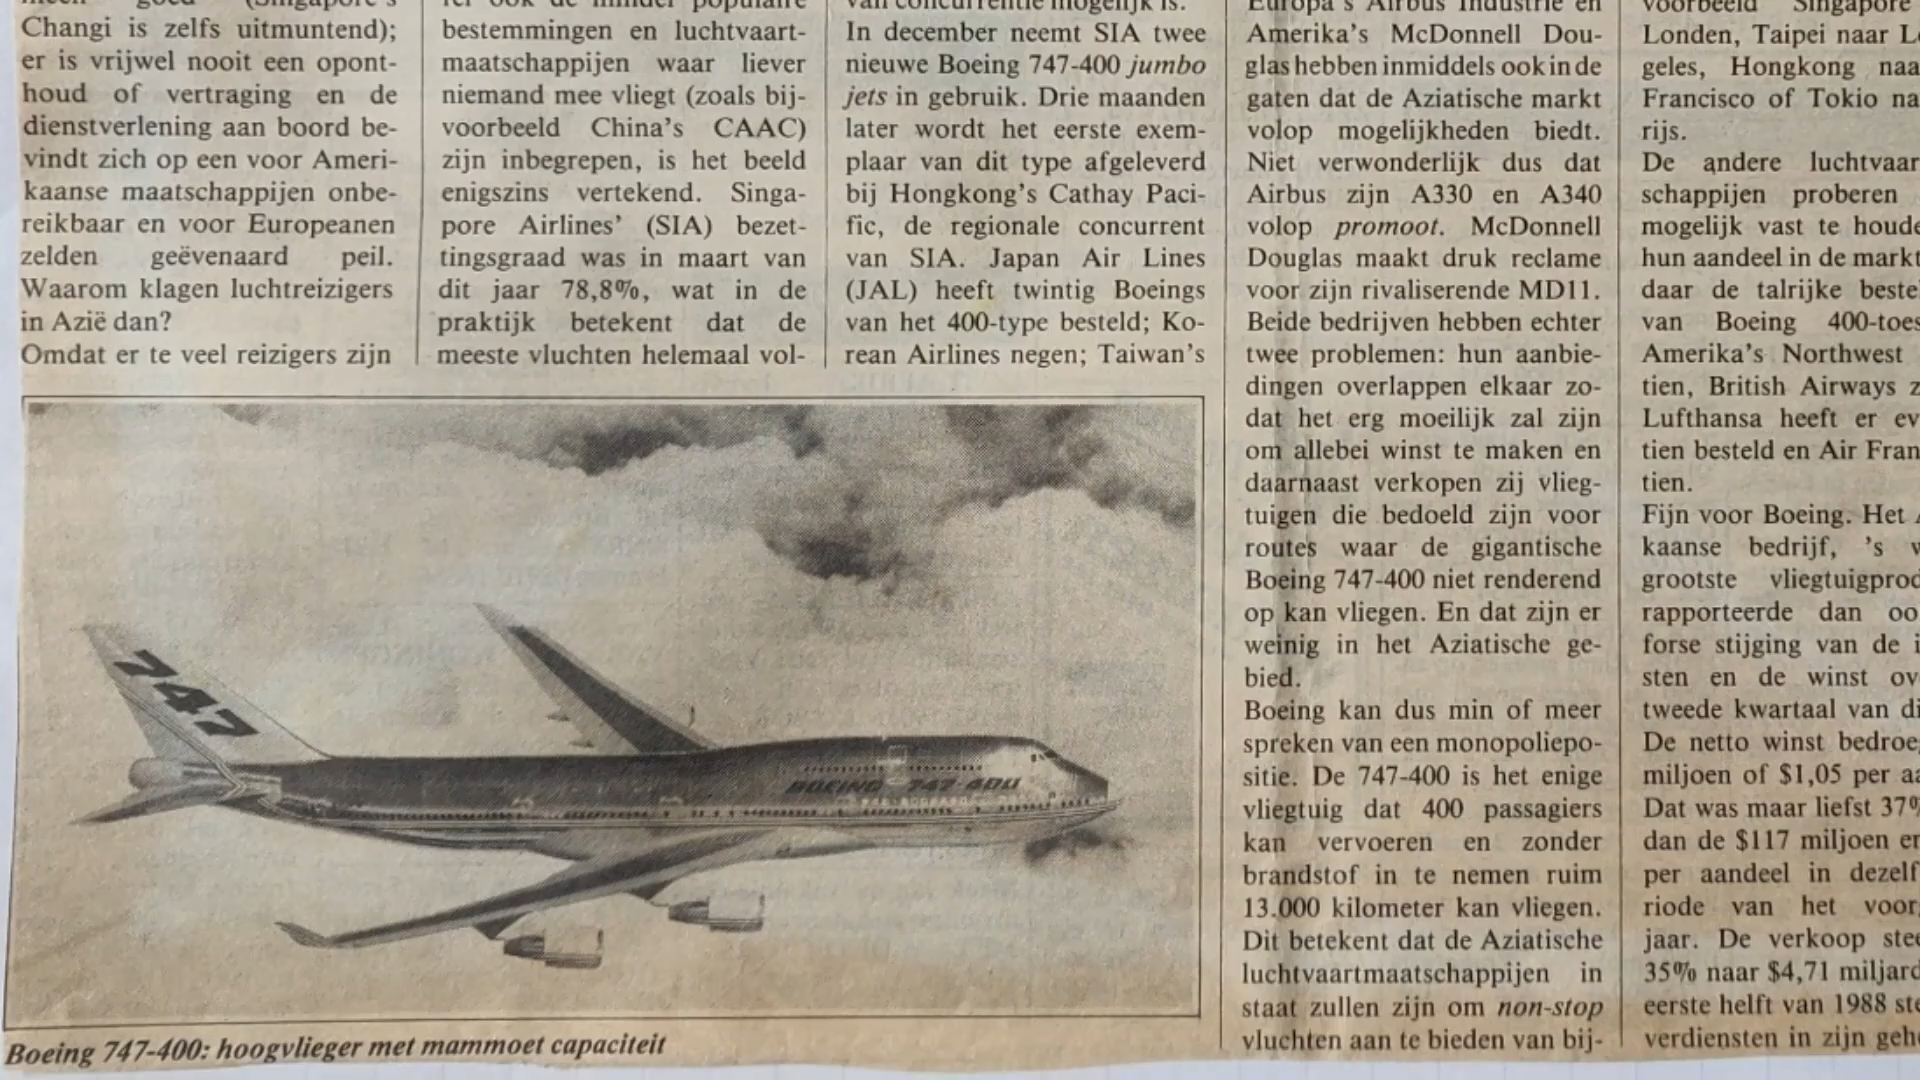 goed (Singapore's
Changi is zelfs uitmuntend);
er is vrijwel nooit een opont-
houd of vertraging en de
dienstverlening aan boord be-
vindt zich op een voor Ameri-
kaanse maatschappijen onbe-
reikbaar en voor Europeanen
zelden geëvenaard peil.
Waarom klagen luchtreizigers
in Azië dan?
Omdat er te veel reizigers zijn
ook de minder populaire
bestemmingen en luchtvaart-
maatschappijen waar liever
niemand mee vliegt (zoals bij-
voorbeeld China's CAAC)
zijn inbegrepen, is het beeld
enigszins vertekend. Singa-
pore Airlines' (SIA) bezet-
tingsgraad was in maart van
dit jaar 78,8%, wat in de
praktijk betekent dat de
meeste vluchten helemaal vol-
van concurrentie mogelijk is.
In december neemt SIA twee
nieuwe Boeing 747-400 jumbo
jets in gebruik. Drie maanden
later wordt het eerste exem-
plaar van dit type afgeleverd
bij Hongkong's Cathay Paci-
fic, de regionale concurrent
van SIA. Japan Air Lines
(JAL) heeft twintig Boeings
van het 400-type besteld; Ko-
rean Airlines negen; Taiwan's
747
BOEING 747-400
Boeing 747-400: hoogvlieger met mammoet capaciteit
Europa's Airbus Industrie en
Amerika's McDonnell Dou-
glas hebben inmiddels ook in de
gaten dat de Aziatische markt
volop mogelijkheden biedt.
Niet verwonderlijk dus dat
Airbus zijn A330 en A340
volop promoot. McDonnell
Douglas maakt druk reclame
voor zijn rivaliserende MD11.
Beide bedrijven hebben echter
twee problemen: hun aanbie-
dingen overlappen elkaar zo-
dat het erg moeilijk zal zijn
om allebei winst te maken en
daarnaast verkopen zij vlieg-
tuigen die bedoeld zijn voor
routes waar de gigantische
Boeing 747-400 niet renderend
op kan vliegen. En dat zijn er
weinig in het Aziatische ge-
bied.
Boeing kan dus min of meer
spreken van een monopoliepo-
sitie. De 747-400 is het enige
vliegtuig dat 400 passagiers
kan vervoeren en zonder
brandstof in te nemen ruim
13.000 kilometer kan vliegen.
Dit betekent dat de Aziatische
luchtvaartmaatschappijen in
staat zullen zijn om non-stop
vluchten aan te bieden van bij-
voorbeeld Singapore
Londen, Taipei naar L
geles, Hongkong naa
Francisco of Tokio na
rijs.
De andere luchtvaar
schappijen proberen
mogelijk vast te houde
hun aandeel in de markt
daar de talrijke beste
van Boeing 400-toes
Amerika's Northwest
tien, British Airways z
Lufthansa heeft er ev
tien besteld en Air Fran
tien.
Fijn voor Boeing. Het A
kaanse bedrijf, 's w
grootste vliegtuigprod
rapporteerde dan oo
forse stijging van de i
sten en de winst ov
tweede kwartaal van di
De netto winst bedroe
miljoen of $1,05 per aa
Dat was maar liefst 37%
dan de $117 miljoen en
per aandeel in dezelf
riode van het voor
jaar. De verkoop stee
35% naar $4,71 miljard
eerste helft van 1988 ste
verdiensten in zijn gehe